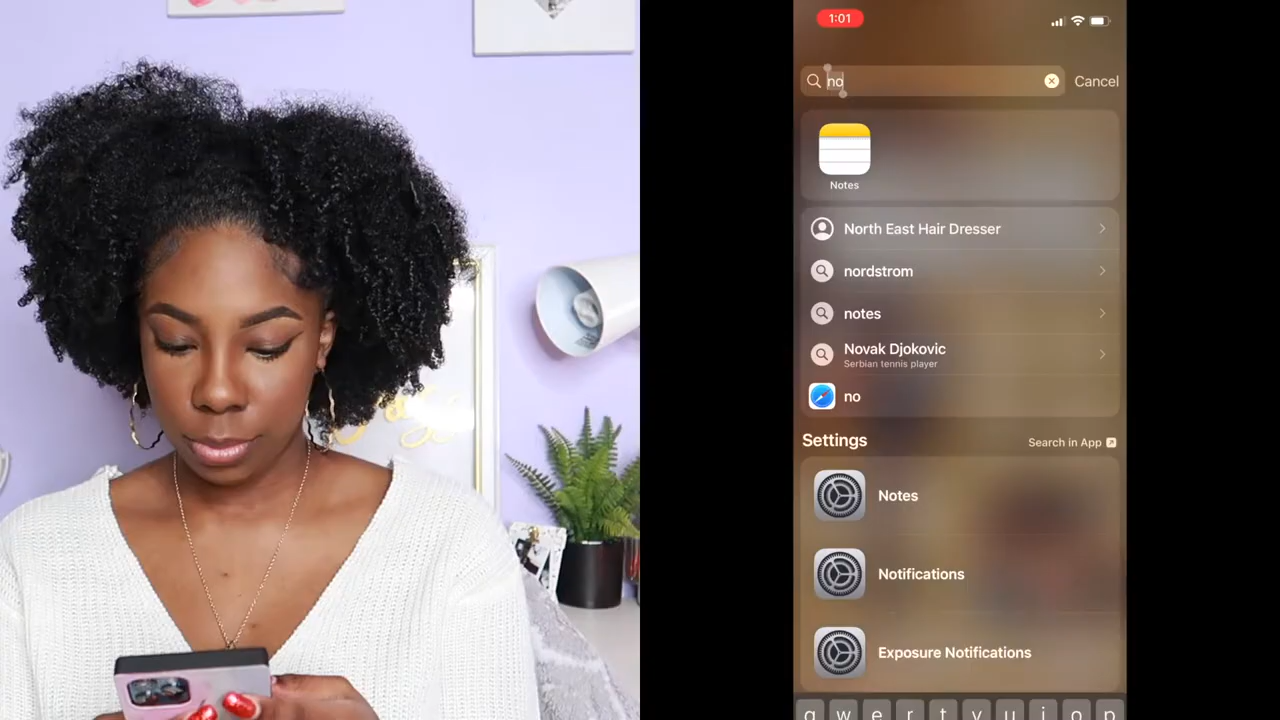 1:01
no
Cancel
Notes
North East Hair Dresser
nordstrom
notes
Novak Djokovic
Serbian tennis player
no
Settings
Search in App
Notes
Notifications
Exposure Notifications
q w e r t y u i o p